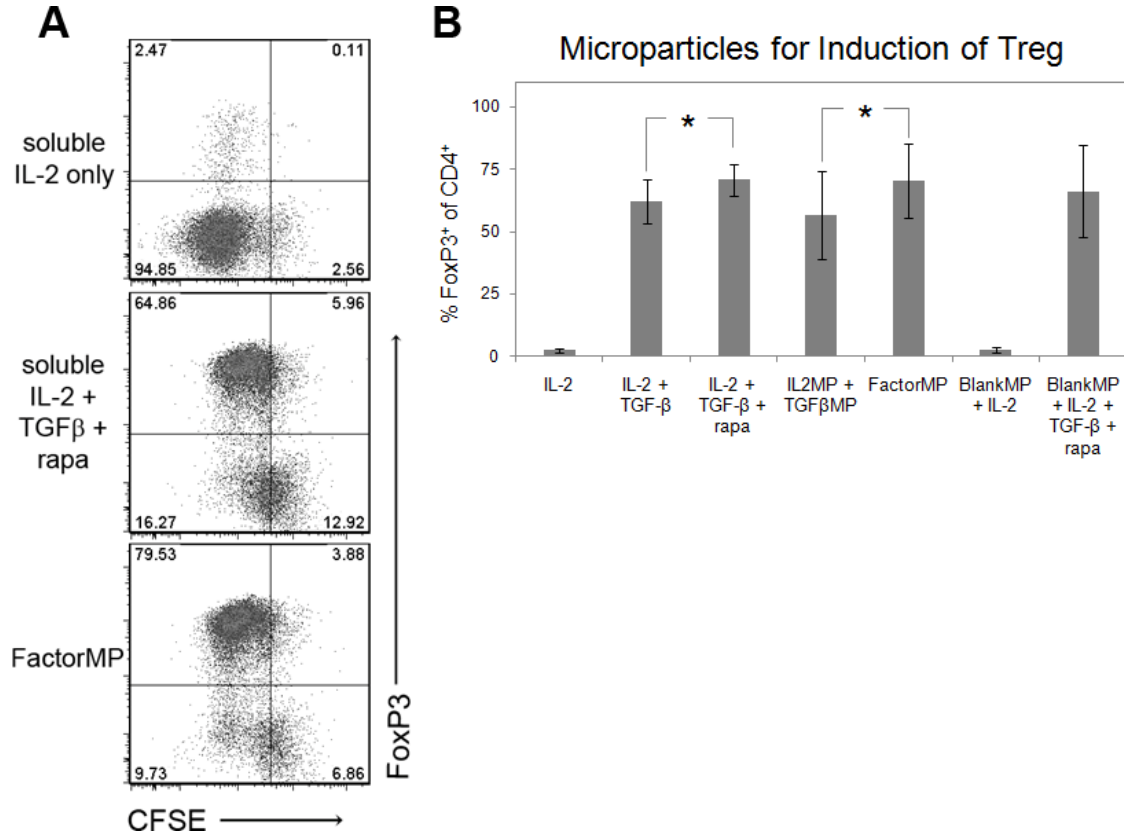 A
2.47 0.11
soluble
IL-2 only
94.85 2.56
64.86 5.96
soluble
IL-2 +
TGFβ +
rapa
16.27 12.92
79.53 3.88
FactorMP
9.73 6.86
FoxP3
CFSE
B
Microparticles for Induction of Treg
% FoxP3⁺ of CD4⁺
100
75
50
25
0
* *
IL-2
IL-2 +
TGF-β
IL-2 +
TGF-β +
rapa
IL2MP +
TGFβMP
FactorMP
BlankMP
+ IL-2
BlankMP
+ IL-2 +
TGF-β +
rapa